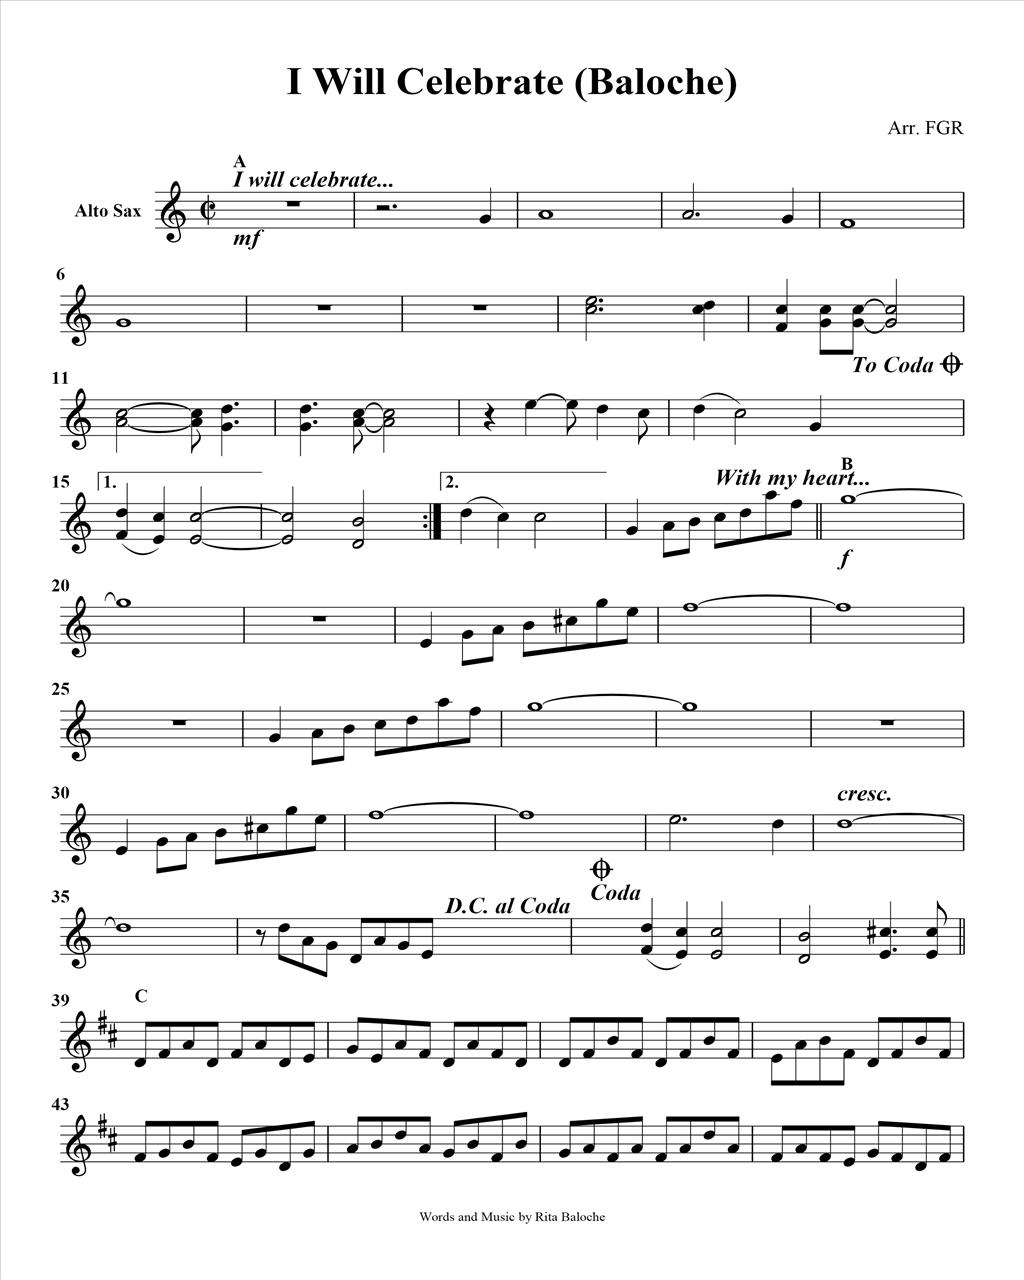 I Will Celebrate (Baloche)
Arr. FGR
A
I will celebrate...
Alto Sax
mf
6
To Coda
11
15
1.
2.
With my heart...
B
f
20
25
30
cresc.
35
D.C. al Coda
Coda
39
C
43
Words and Music by Rita Baloche